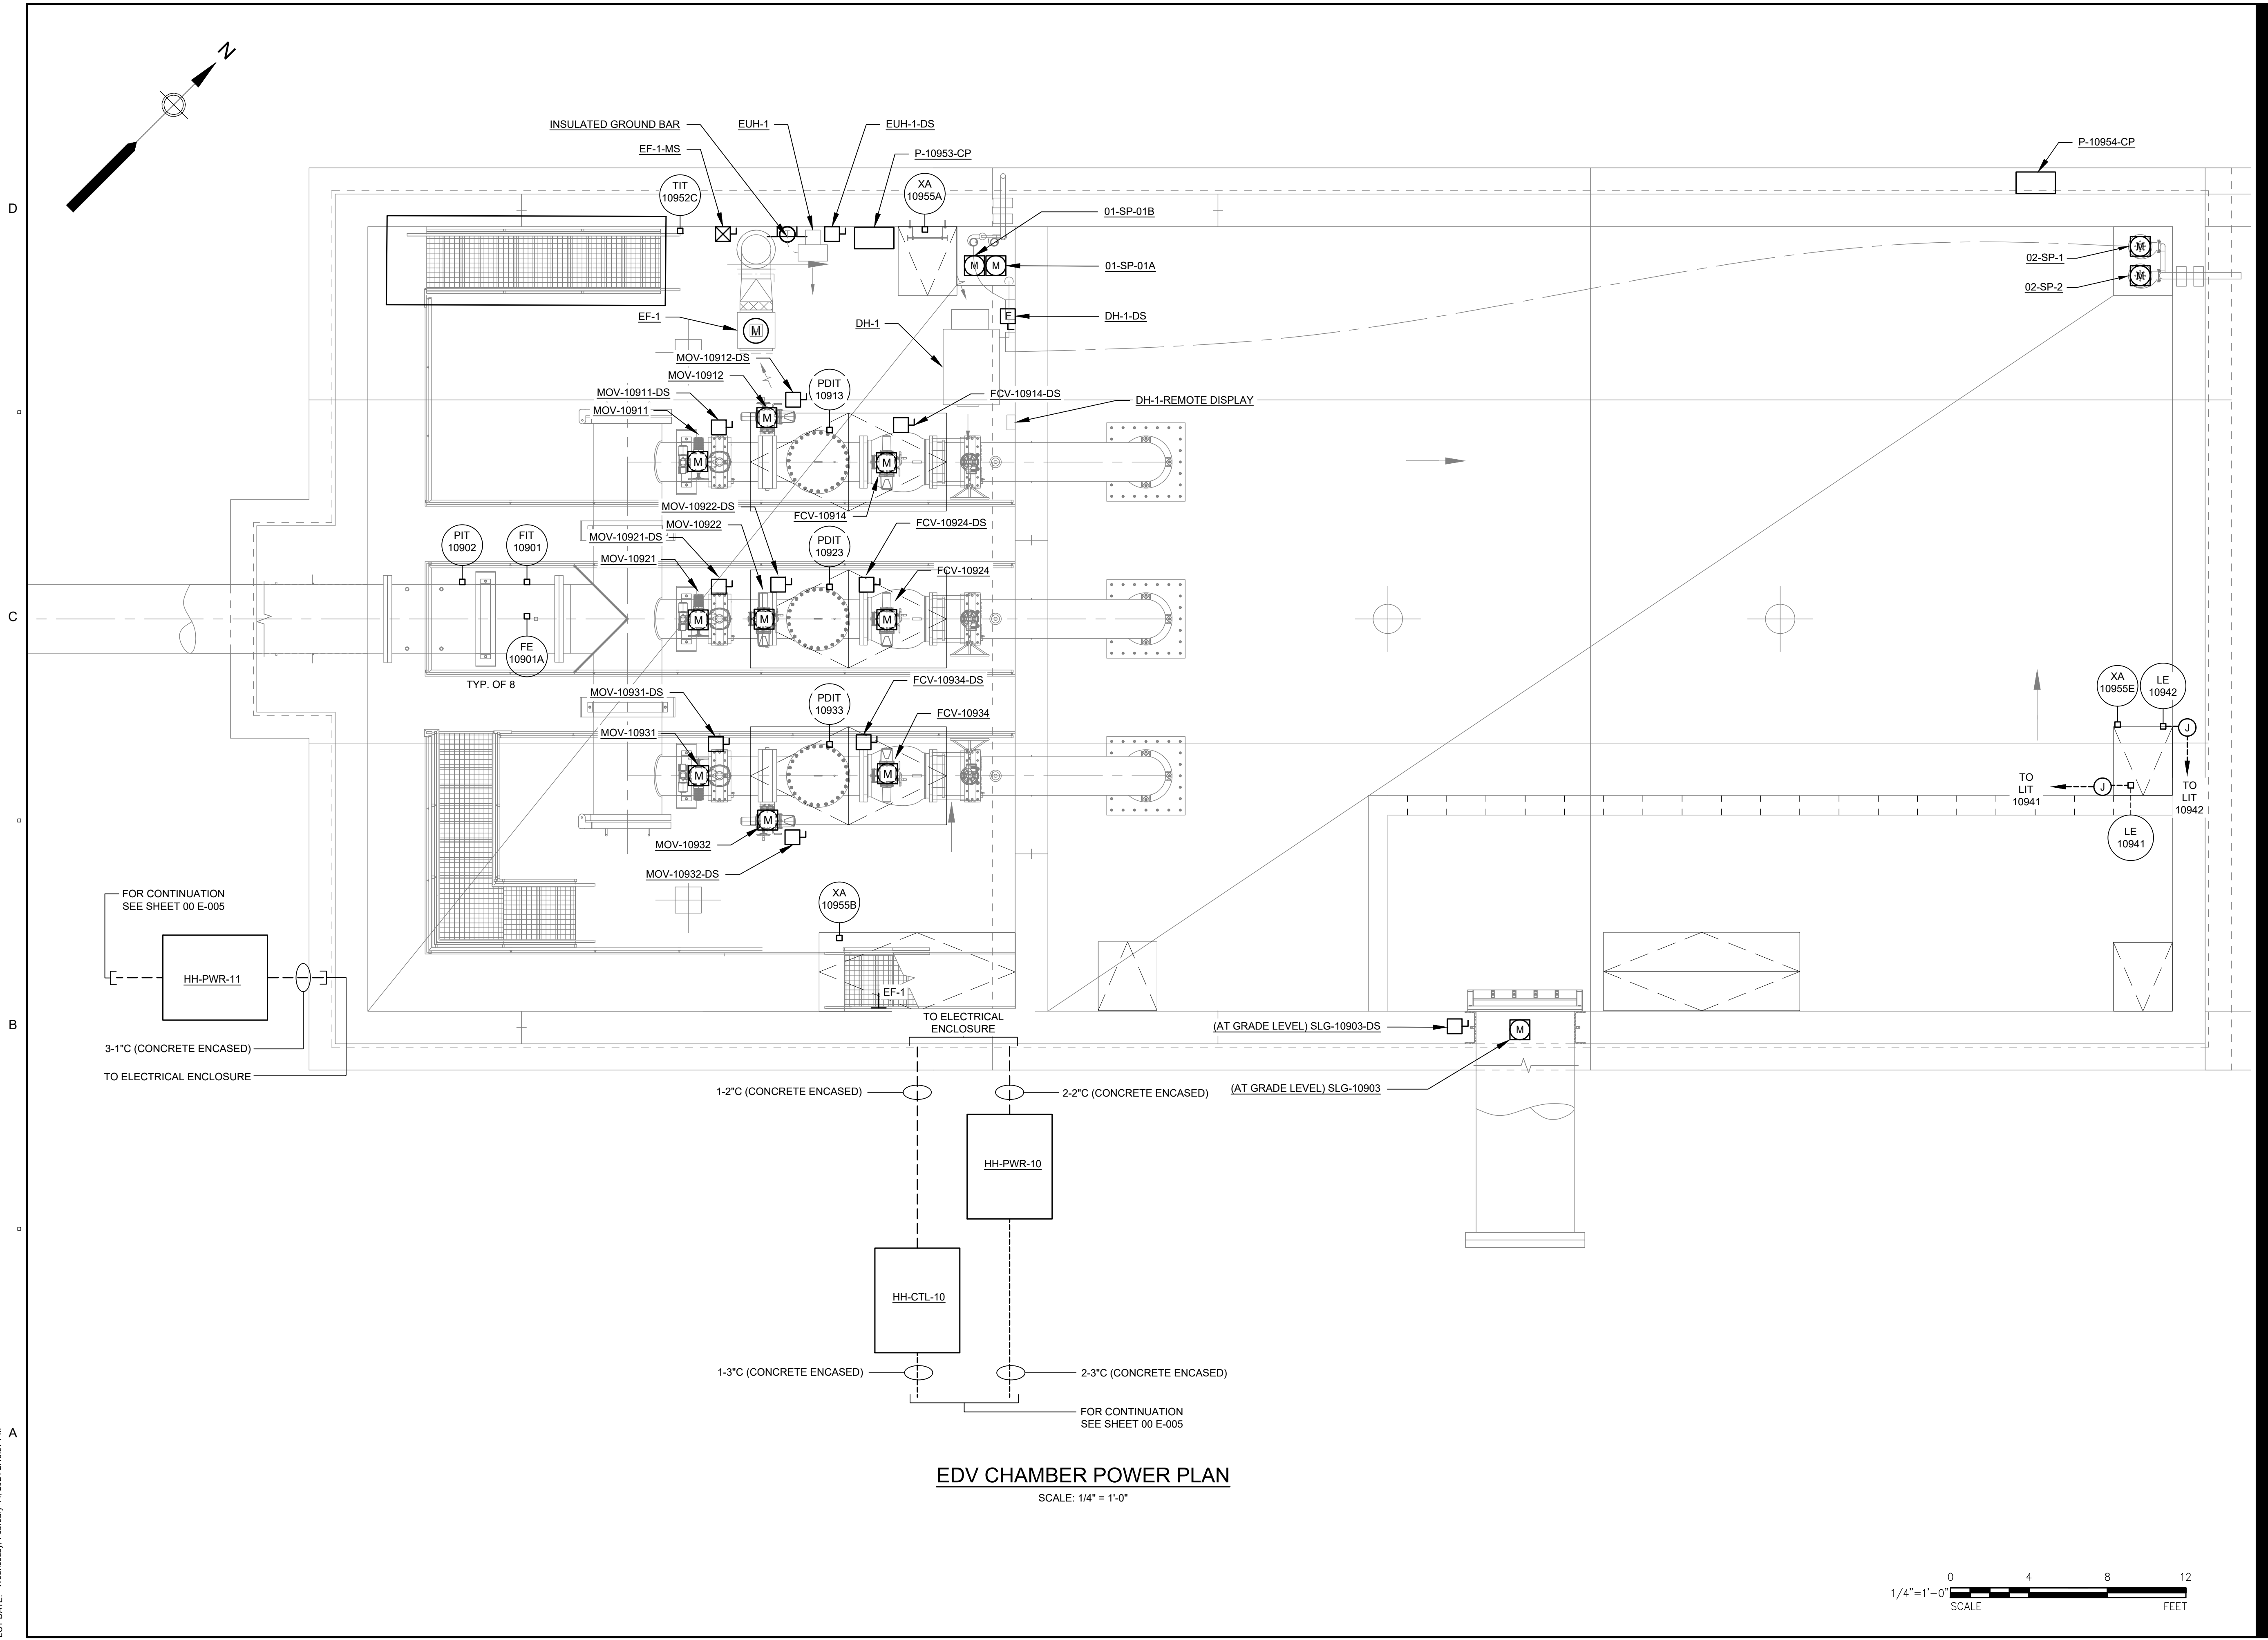 N
D
C
B
A
INSULATED GROUND BAR
EUH-1
EUH-1-DS
EF-1-MS
P-10953-CP
P-10954-CP
TIT
10952C
XA
10955A
01-SP-01B
01-SP-01A
M
M
02-SP-1
M
02-SP-2
M
EF-1
M
DH-1
F
DH-1-DS
MOV-10912-DS
MOV-10912
PDIT
10913
MOV-10911-DS
FCV-10914-DS
DH-1-REMOTE DISPLAY
MOV-10911
M
M
M
MOV-10922-DS
FCV-10914
MOV-10922
FCV-10924-DS
PIT
10902
FIT
10901
MOV-10921-DS
PDIT
10923
MOV-10921
FCV-10924
M
M
M
FE
10901A
TYP. OF 8
MOV-10931-DS
FCV-10934-DS
PDIT
10933
FCV-10934
MOV-10931
M
M
M
MOV-10932
MOV-10932-DS
XA
10955E
LE
10942
J
TO
LIT
10941
J
TO
LIT
10942
LE
10941
XA
10955B
FOR CONTINUATION
SEE SHEET 00 E-005
HH-PWR-11
3-1"C (CONCRETE ENCASED)
TO ELECTRICAL ENCLOSURE
EF-1
TO ELECTRICAL
ENCLOSURE
(AT GRADE LEVEL) SLG-10903-DS
M
(AT GRADE LEVEL) SLG-10903
1-2"C (CONCRETE ENCASED)
2-2"C (CONCRETE ENCASED)
HH-PWR-10
HH-CTL-10
1-3"C (CONCRETE ENCASED)
2-3"C (CONCRETE ENCASED)
FOR CONTINUATION
SEE SHEET 00 E-005
EDV CHAMBER POWER PLAN
SCALE: 1/4" = 1'-0"
0 4 8 12
1/4"=1'-0"
SCALE FEET